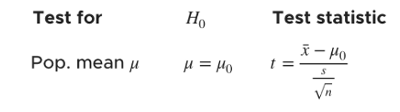 Test for H₀ Test statistic
Pop. mean μ μ = μ₀ t = (x̄ − μ₀) / (s / √n)